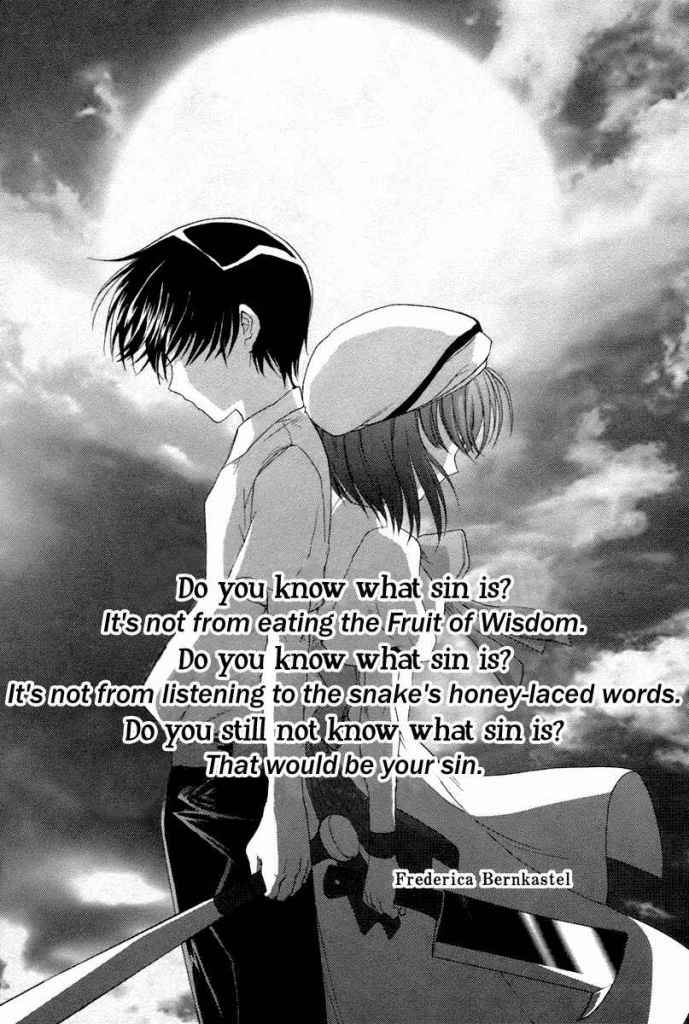 Do you know what sin is?
It's not from eating the Fruit of Wisdom.
Do you know what sin is?
It's not from listening to the snake's honey-laced words.
Do you still not know what sin is?
That would be your sin.
Frederica Bernkastel